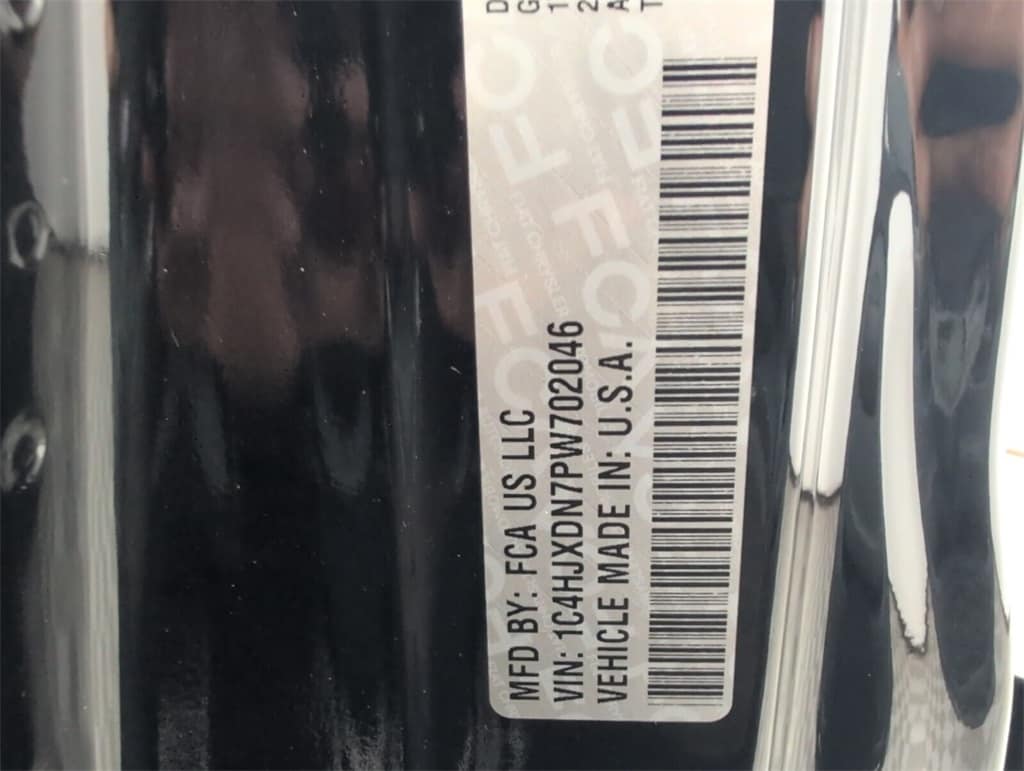 MFD BY: FCA US LLC
VIN: 1C4HJXDN7PW702046
VEHICLE MADE IN: U.S.A.